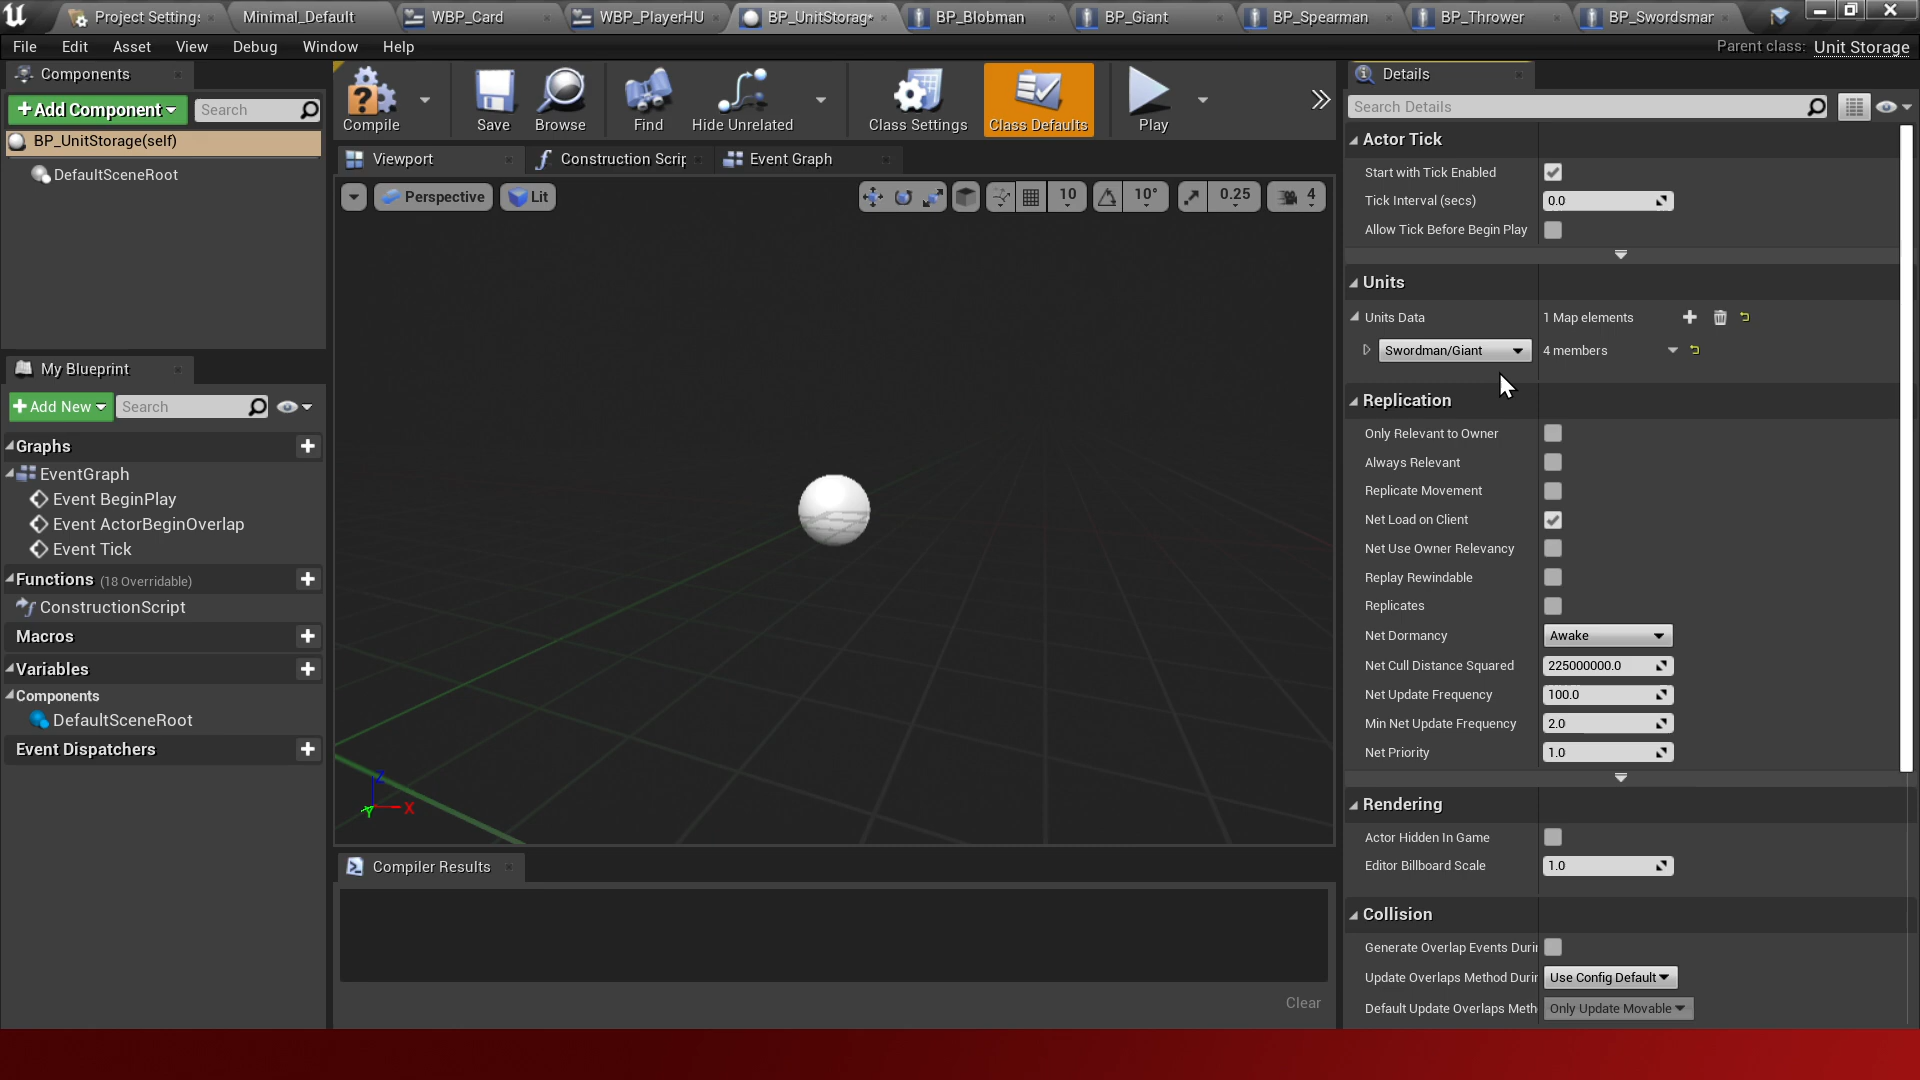 Project Settings
Minimal_Default
WBP_Card
WBP_PlayerHU
BP_UnitStorag*
BP_Blobman
BP_Giant
BP_Spearman
BP_Thrower
BP_Swordsmar
File Edit Asset View Debug Window Help
Parent class: Unit Storage
Components
+Add Component
Search
BP_UnitStorage(self)
DefaultSceneRoot
My Blueprint
+Add New
Search
Graphs
EventGraph
Event BeginPlay
Event ActorBeginOverlap
Event Tick
Functions (18 Overridable)
ConstructionScript
Macros
Variables
Components
DefaultSceneRoot
Event Dispatchers
Compile
Save
Browse
Find
Hide Unrelated
Class Settings
Class Defaults
Play
Viewport
Construction Scrip
Event Graph
Perspective
Lit
10
10°
0.25
4
Z
X
Y
Compiler Results
Clear
Details
Search Details
Actor Tick
Start with Tick Enabled
Tick Interval (secs) 0.0
Allow Tick Before Begin Play
Units
Units Data 1 Map elements
Swordman/Giant 4 members
Replication
Only Relevant to Owner
Always Relevant
Replicate Movement
Net Load on Client
Net Use Owner Relevancy
Replay Rewindable
Replicates
Net Dormancy Awake
Net Cull Distance Squared 225000000.0
Net Update Frequency 100.0
Min Net Update Frequency 2.0
Net Priority 1.0
Rendering
Actor Hidden In Game
Editor Billboard Scale 1.0
Collision
Generate Overlap Events Durin
Update Overlaps Method Durin Use Config Default
Default Update Overlaps Meth Only Update Movable